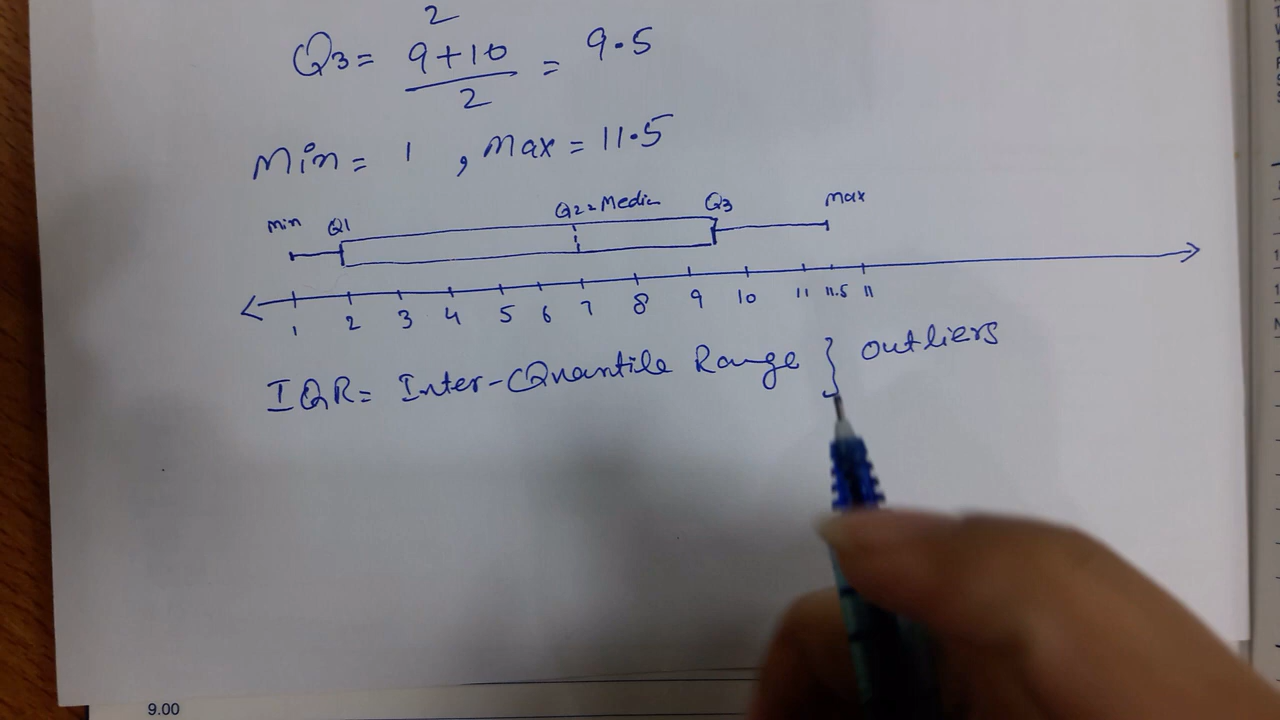 2
Q3 = 9+10 = 9.5
2
Min = 1 , Max = 11.5
Min Q1 Q2=Media Q3 Max
1 2 3 4 5 6 7 8 9 10 11 11.5 11
IQR = Inter-Quantile Range } outliers
9.00